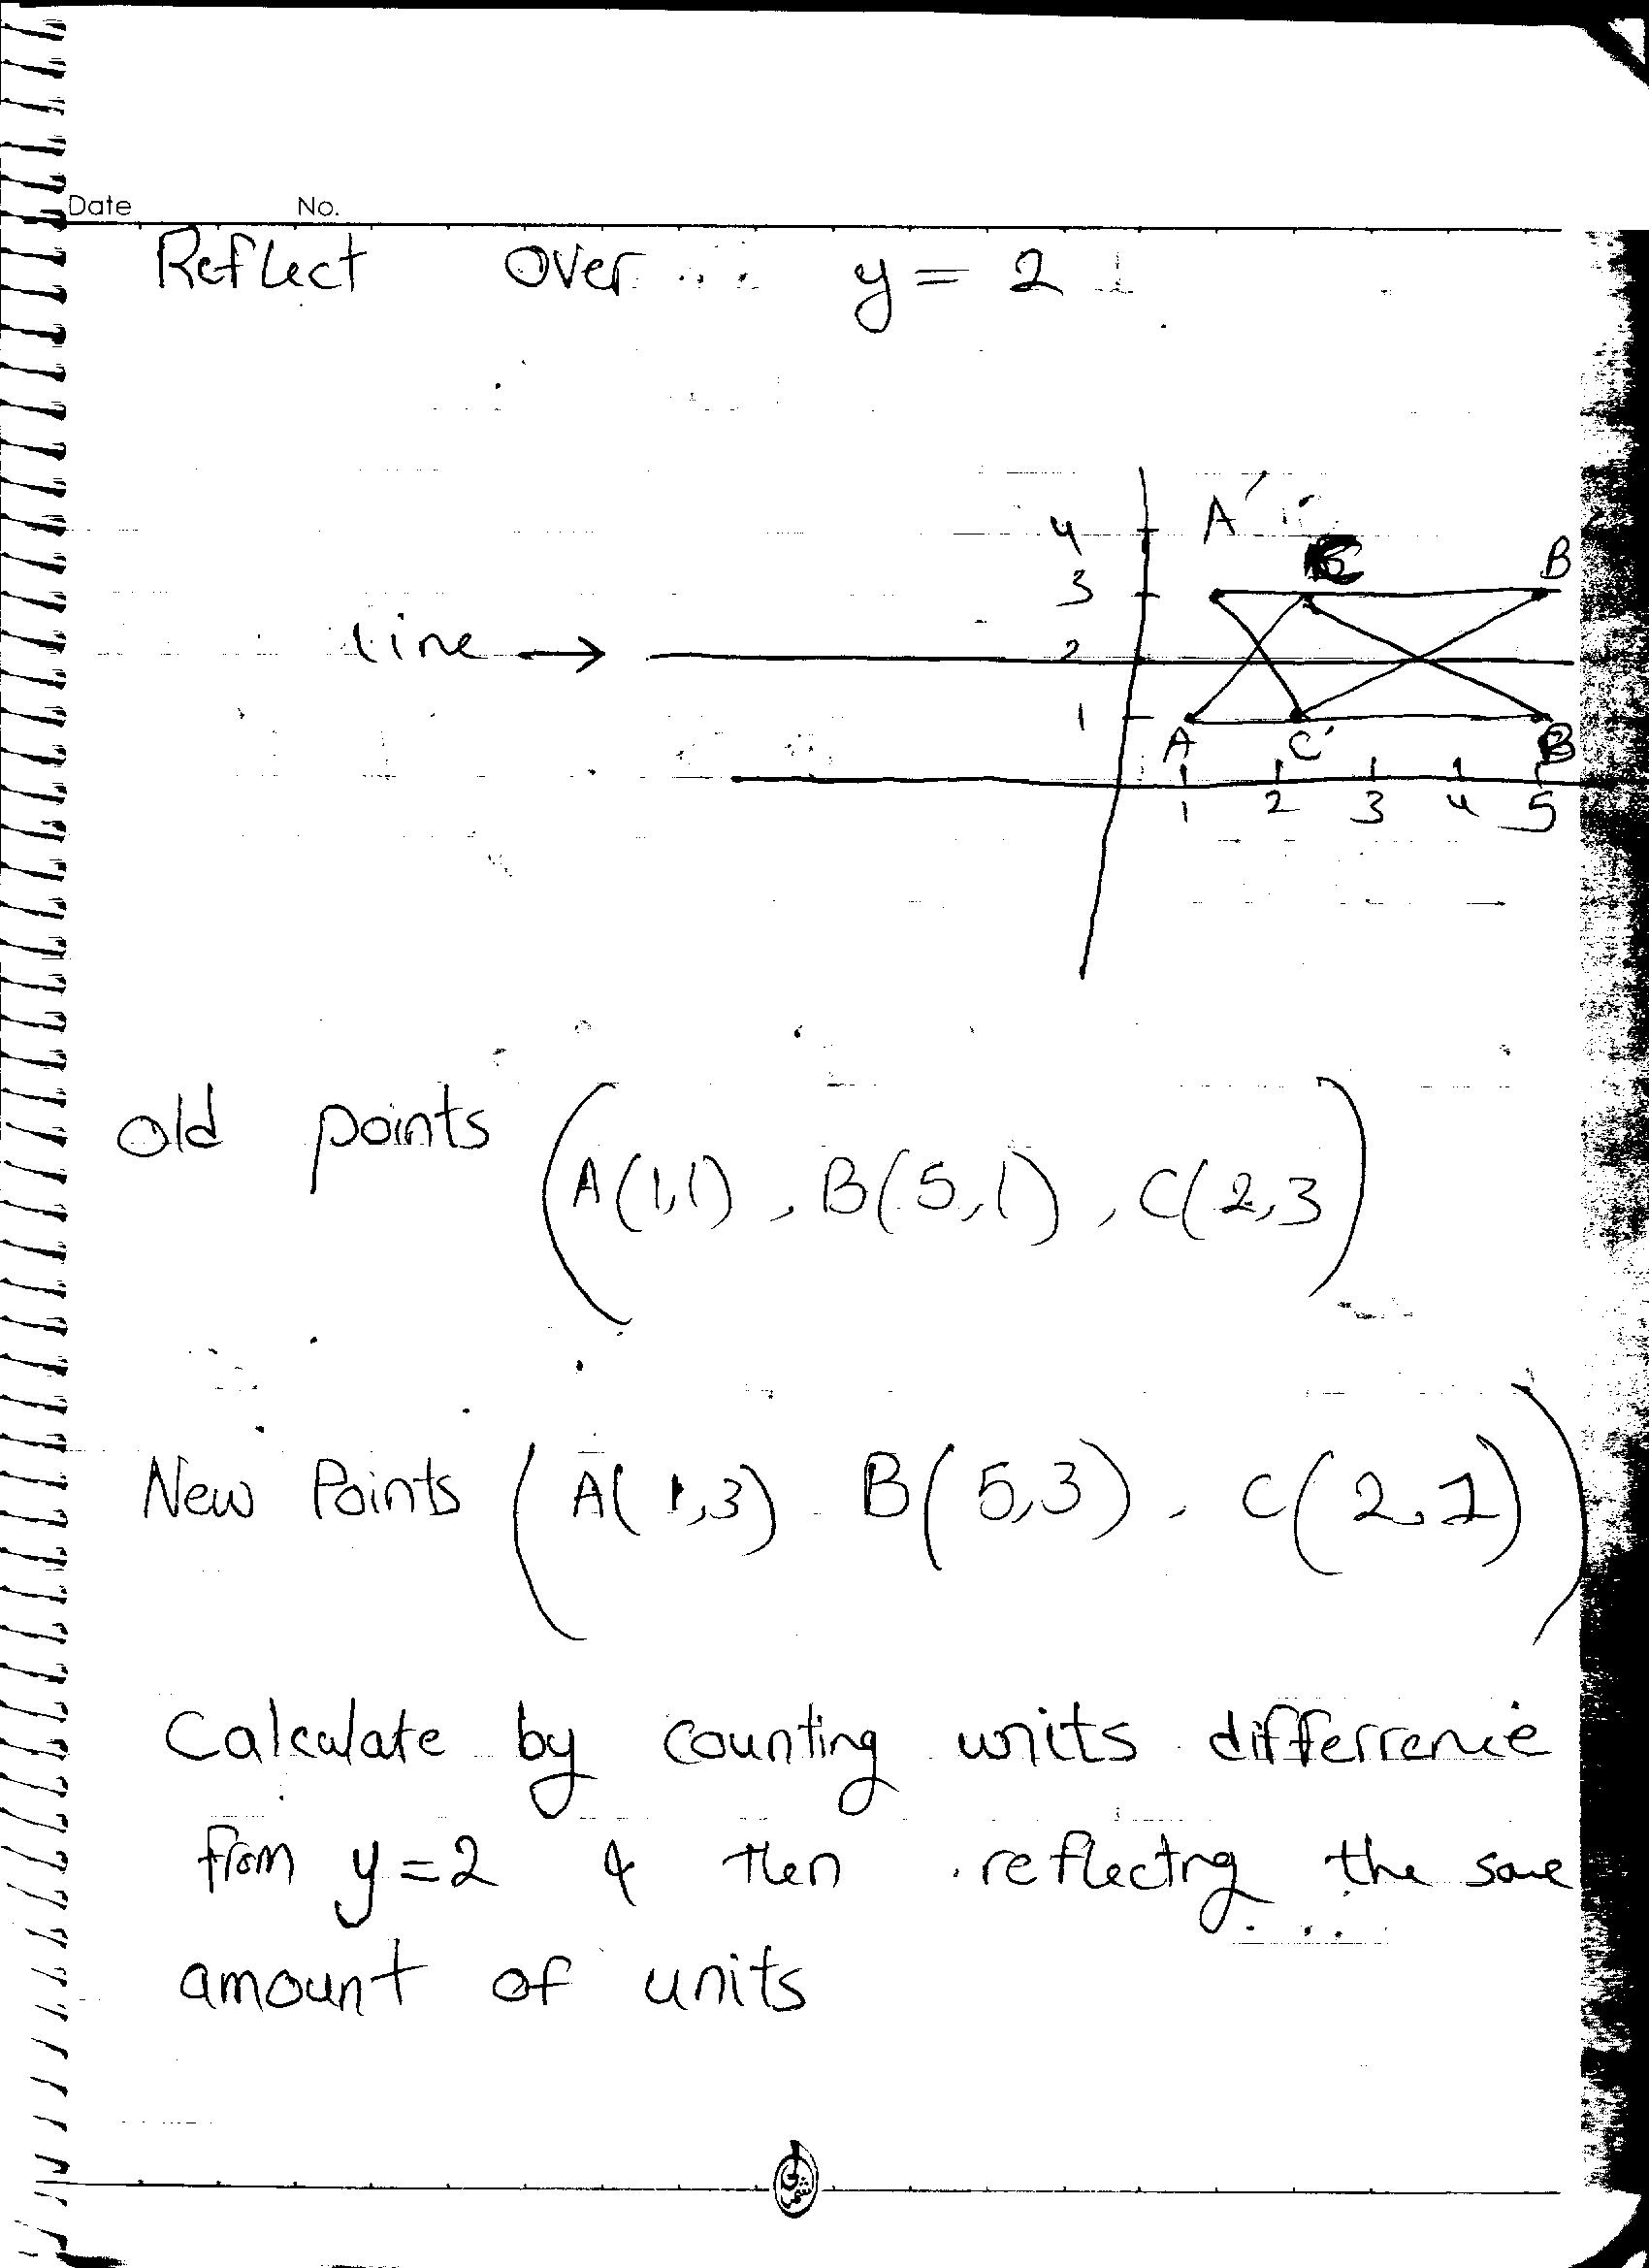 Date No.
Reflect over ... y = 2
4 A'
C B
3
line → 2
1
A C' B
1 2 3 4 5
old points (A(1,1), B(5,1), C(2,3)
New Points (A(1,3) B(5,3), C(2,1))
Calculate by counting units differrence
from y=2 & then reflecting the same
amount of units